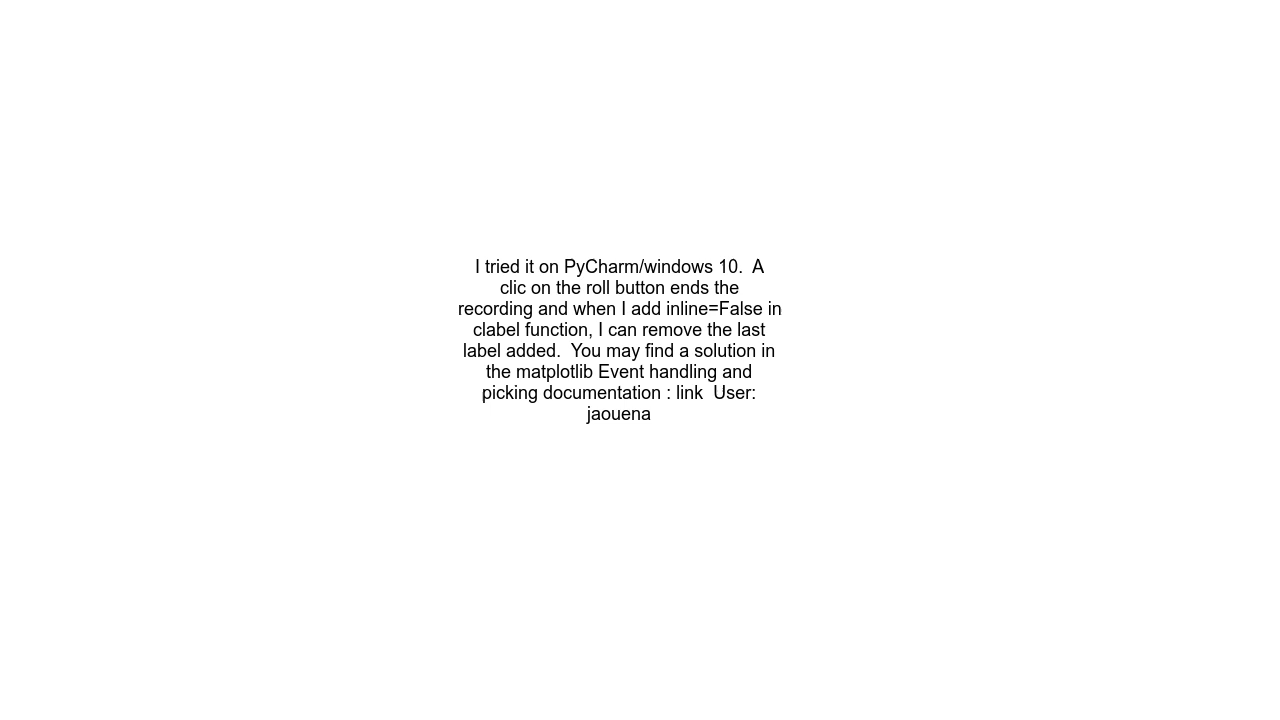 I tried it on PyCharm/windows 10.  A
clic on the roll button ends the
recording and when I add inline=False in
clabel function, I can remove the last
label added.  You may find a solution in
the matplotlib Event handling and
picking documentation : link  User:
jaouena